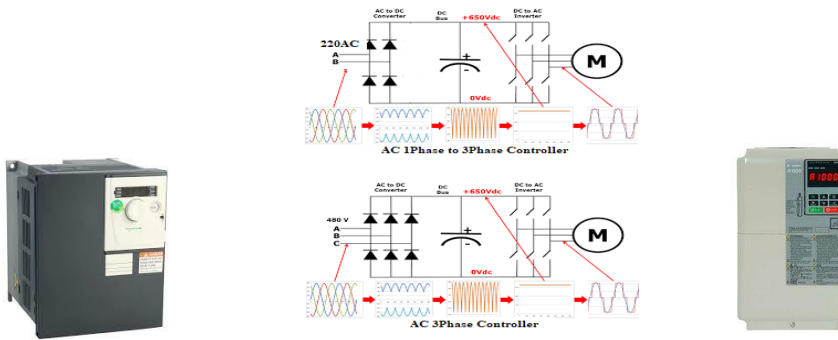 AC to DC
Converter
DC
Bus
+650Vdc
DC to AC
Inverter
220AC
A
B
+
-
M
0Vdc
AC 1Phase to 3Phase Controller
AC to DC
Converter
DC
Bus
+650Vdc
DC to AC
Inverter
480 V
A
B
C
+
-
M
0Vdc
AC 3Phase Controller
A1000